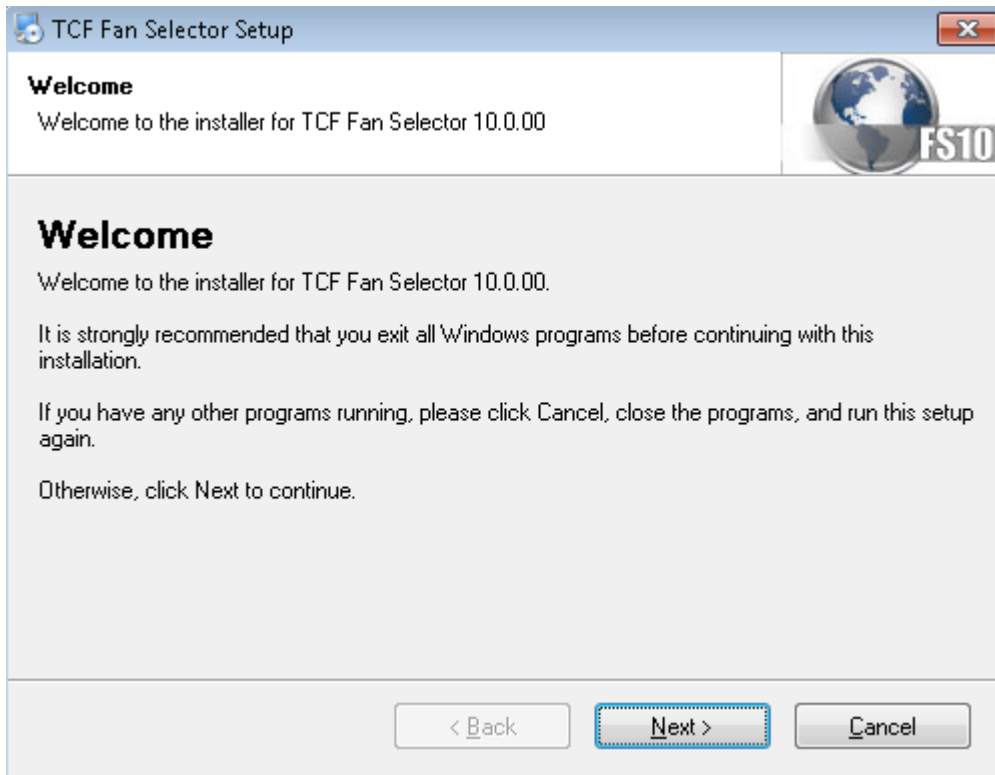 TCF Fan Selector Setup
Welcome
Welcome to the installer for TCF Fan Selector 10.0.00
FS10
Welcome
Welcome to the installer for TCF Fan Selector 10.0.00.
It is strongly recommended that you exit all Windows programs before continuing with this
installation.
If you have any other programs running, please click Cancel, close the programs, and run this setup
again.
Otherwise, click Next to continue.
< Back
Next >
Cancel